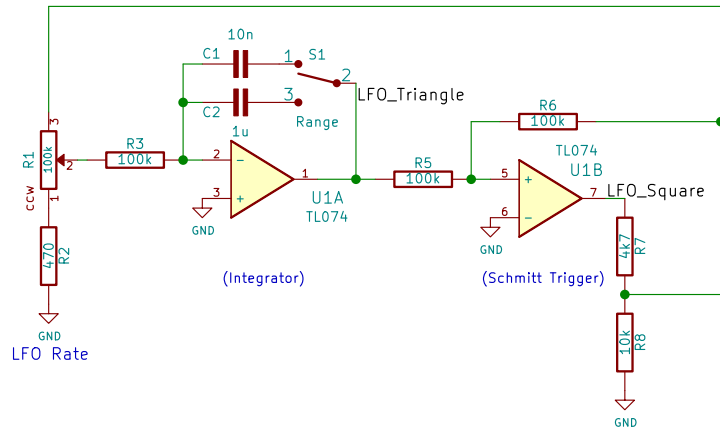 10n
C1
1
S1
2
LFO_Triangle
C2
3
Range
1u
R6
100k
3
R1
100k
2
CCW
1
R3
100k
2
-
3
+
1
U1A
TL074
GND
R5
100k
TL074
U1B
5
+
6
-
7
LFO_Square
GND
470
R2
GND
LFO Rate
(Integrator)
(Schmitt Trigger)
4k7
R7
10k
R8
GND